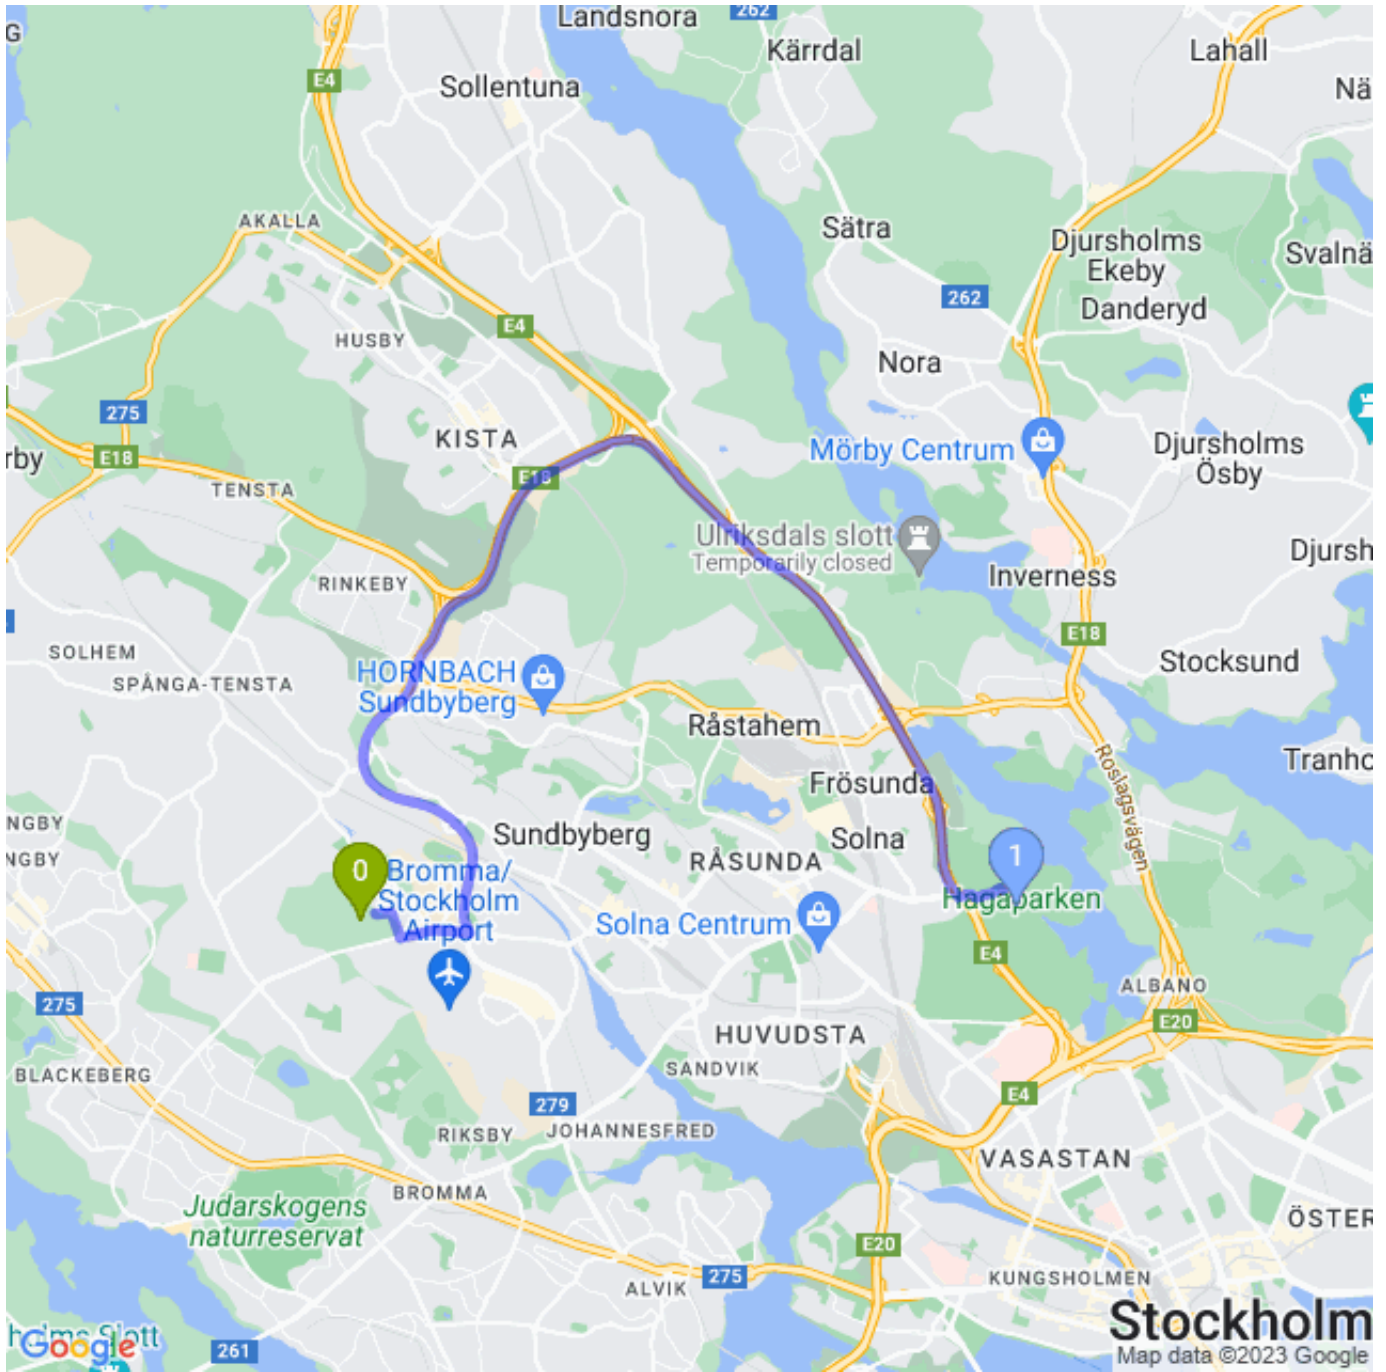 Landsnora
262
Kärrdal
Lahall
G
E4
Sollentuna
Nä
AKALLA
Sätra
Djursholms
Ekeby
Svalnä
262
Danderyd
E4
HUSBY
Nora
275
KISTA
Mörby Centrum
Djursholms
Ösby
rby
E18
E18
TENSTA
Ulriksdals slott
Temporarily closed
Djursh
RINKEBY
Inverness
E18
SOLHEM
HORNBACH
Sundbyberg
SPÅNGA-TENSTA
Stocksund
Råstahem
Roslagsvägen
Tranho
Frösunda
NGBY
Sundbyberg
Solna
NGBY
RÅSUNDA
0
Bromma/
Stockholm
Airport
1
Hagaparken
Solna Centrum
E4
ALBANO
275
E20
HUVUDSTA
BLACKEBERG
SANDVIK
E4
279
RIKSBY
JOHANNESFRED
VASASTAN
BROMMA
Judarskogens
naturreservat
ÖSTER
E20
275
KUNGSHOLMEN
ALVIK
Stockholm
holms Slott
Google
261
Map data ©2023 Google